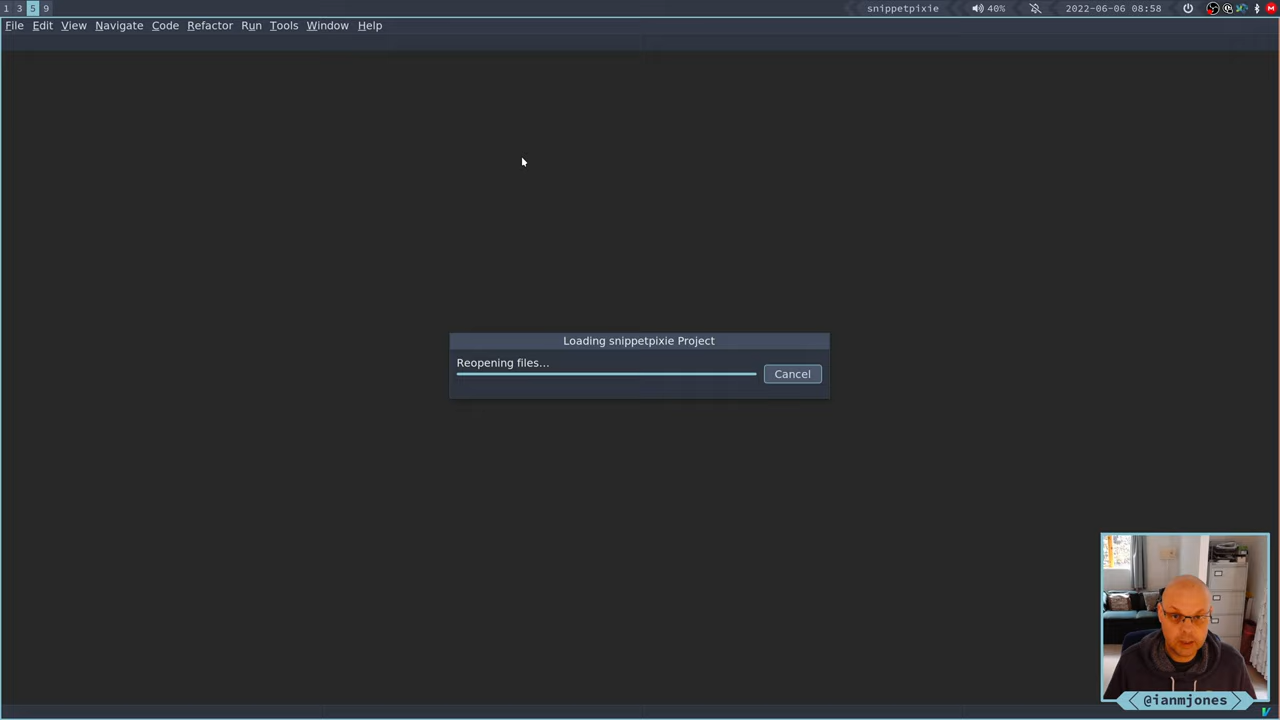 1 3 5 9 snippetpixie 40% 2022-06-06 08:58
File Edit View Navigate Code Refactor Run Tools Window Help
Loading snippetpixie Project
Reopening files...
Cancel
@ianmjones